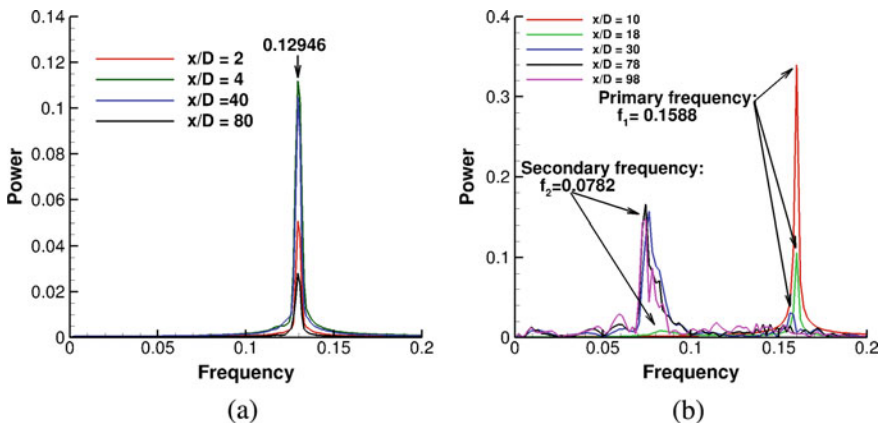 0.14
0.12
0.1
0.08
0.06
0.04
0.02
0
Power
0.12946
x/D = 2
x/D = 4
x/D =40
x/D = 80
0
0.05
0.1
0.15
0.2
Frequency
(a)
0.4
0.3
0.2
0.1
0
Power
x/D = 10
x/D = 18
x/D = 30
x/D = 78
x/D = 98
Primary frequency:
f₁= 0.1588
Secondary frequency:
f₂=0.0782
0
0.05
0.1
0.15
0.2
Frequency
(b)